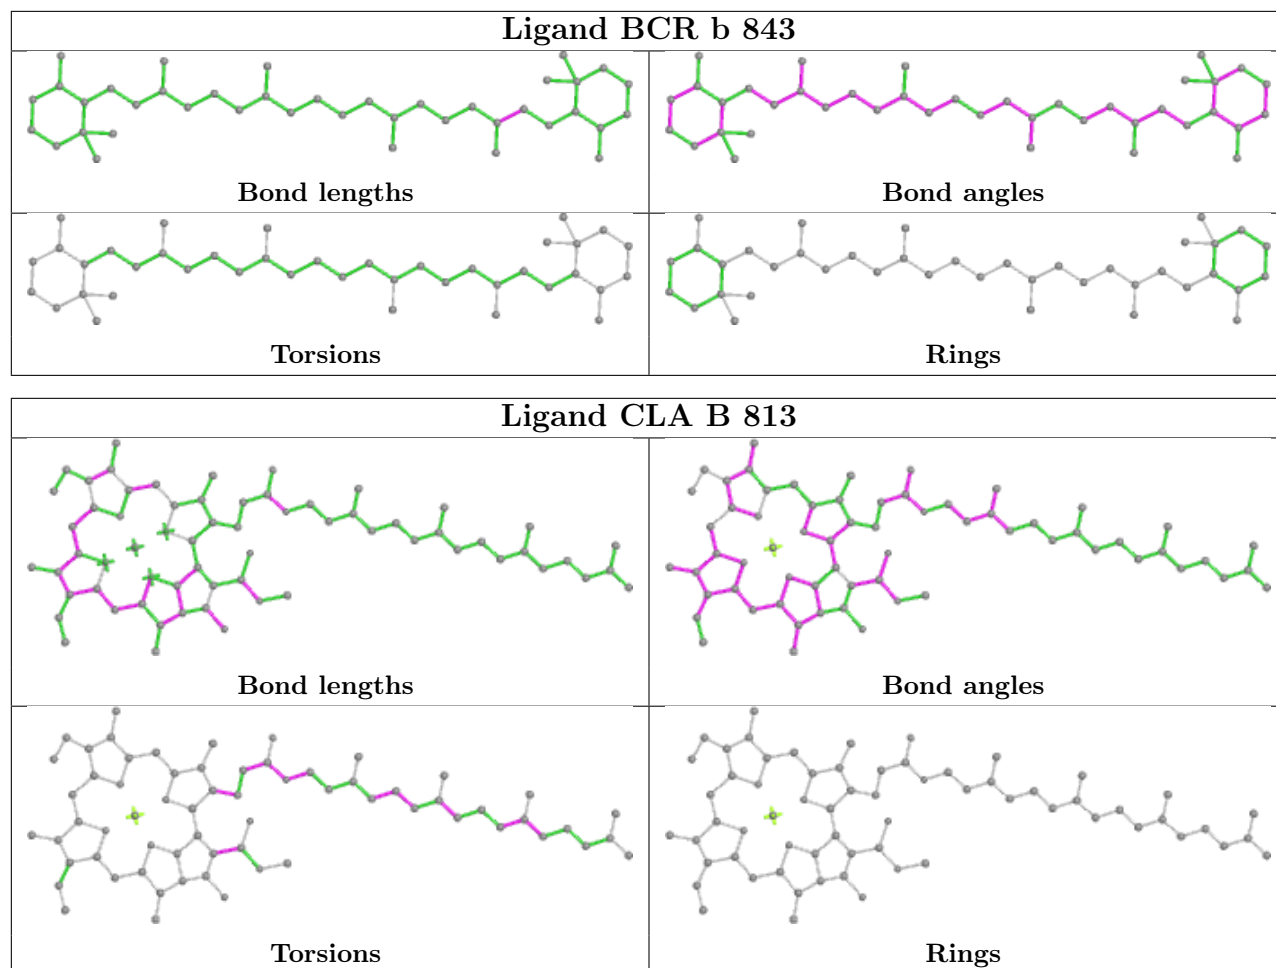 Ligand BCR b 843
Bond lengths
Bond angles
Torsions
Rings
Ligand CLA B 813
Bond lengths
Bond angles
Torsions
Rings